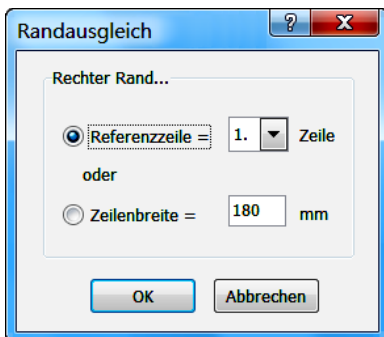 Randausgleich
?
X
Rechter Rand...
Referenzzeile = 1. Zeile
oder
Zeilenbreite = 180 mm
OK Abbrechen